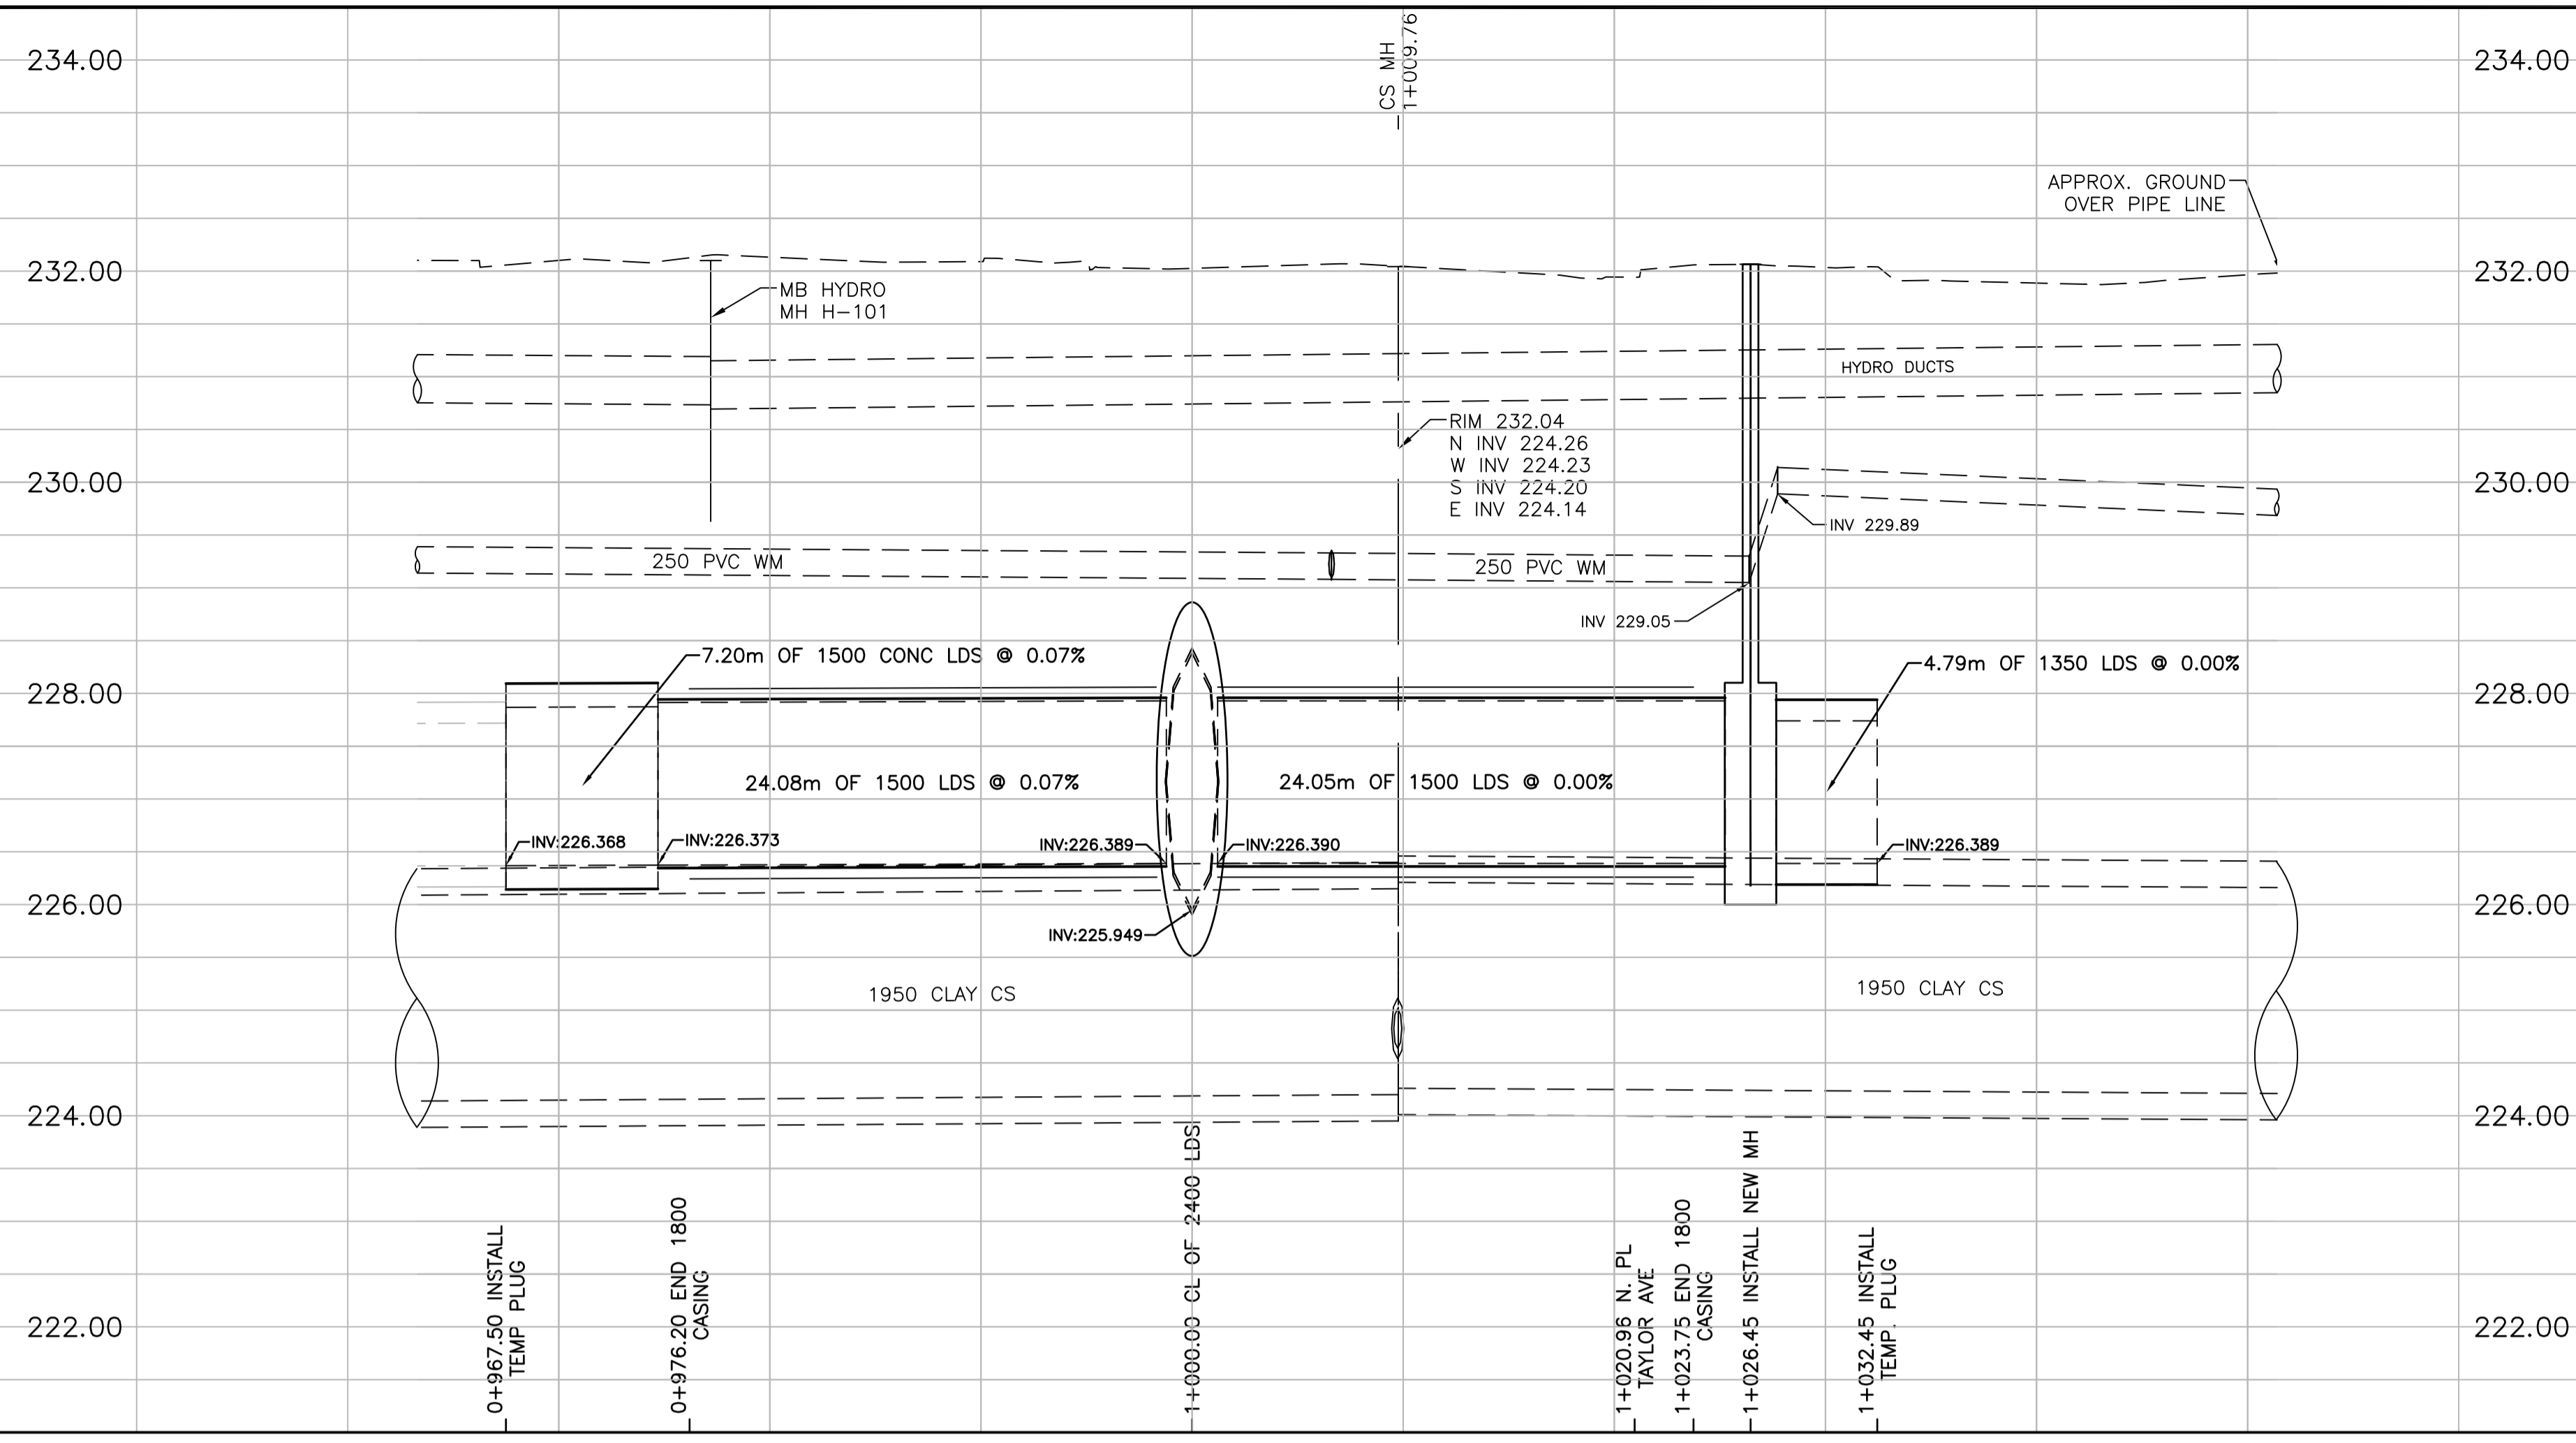 CS MH
1+009.76
234.00
234.00
APPROX. GROUND
OVER PIPE LINE
232.00
232.00
MB HYDRO
MH H-101
HYDRO DUCTS
RIM 232.04
N INV 224.26
W INV 224.23
S INV 224.20
E INV 224.14
230.00
230.00
INV 229.89
250 PVC WM
250 PVC WM
INV 229.05
7.20m OF 1500 CONC LDS @ 0.07%
4.79m OF 1350 LDS @ 0.00%
228.00
228.00
24.08m OF 1500 LDS @ 0.07%
24.05m OF 1500 LDS @ 0.00%
INV:226.368
INV:226.373
INV:226.389
INV:226.390
INV:226.389
226.00
226.00
INV:225.949
1950 CLAY CS
1950 CLAY CS
224.00
224.00
222.00
222.00
0+967.50 INSTALL
TEMP PLUG
0+976.20 END 1800
CASING
1+000.00 CL OF 2400 LDS
1+020.96 N. PL
TAYLOR AVE
1+023.75 END 1800
CASING
1+026.45 INSTALL NEW MH
1+032.45 INSTALL
TEMP. PLUG